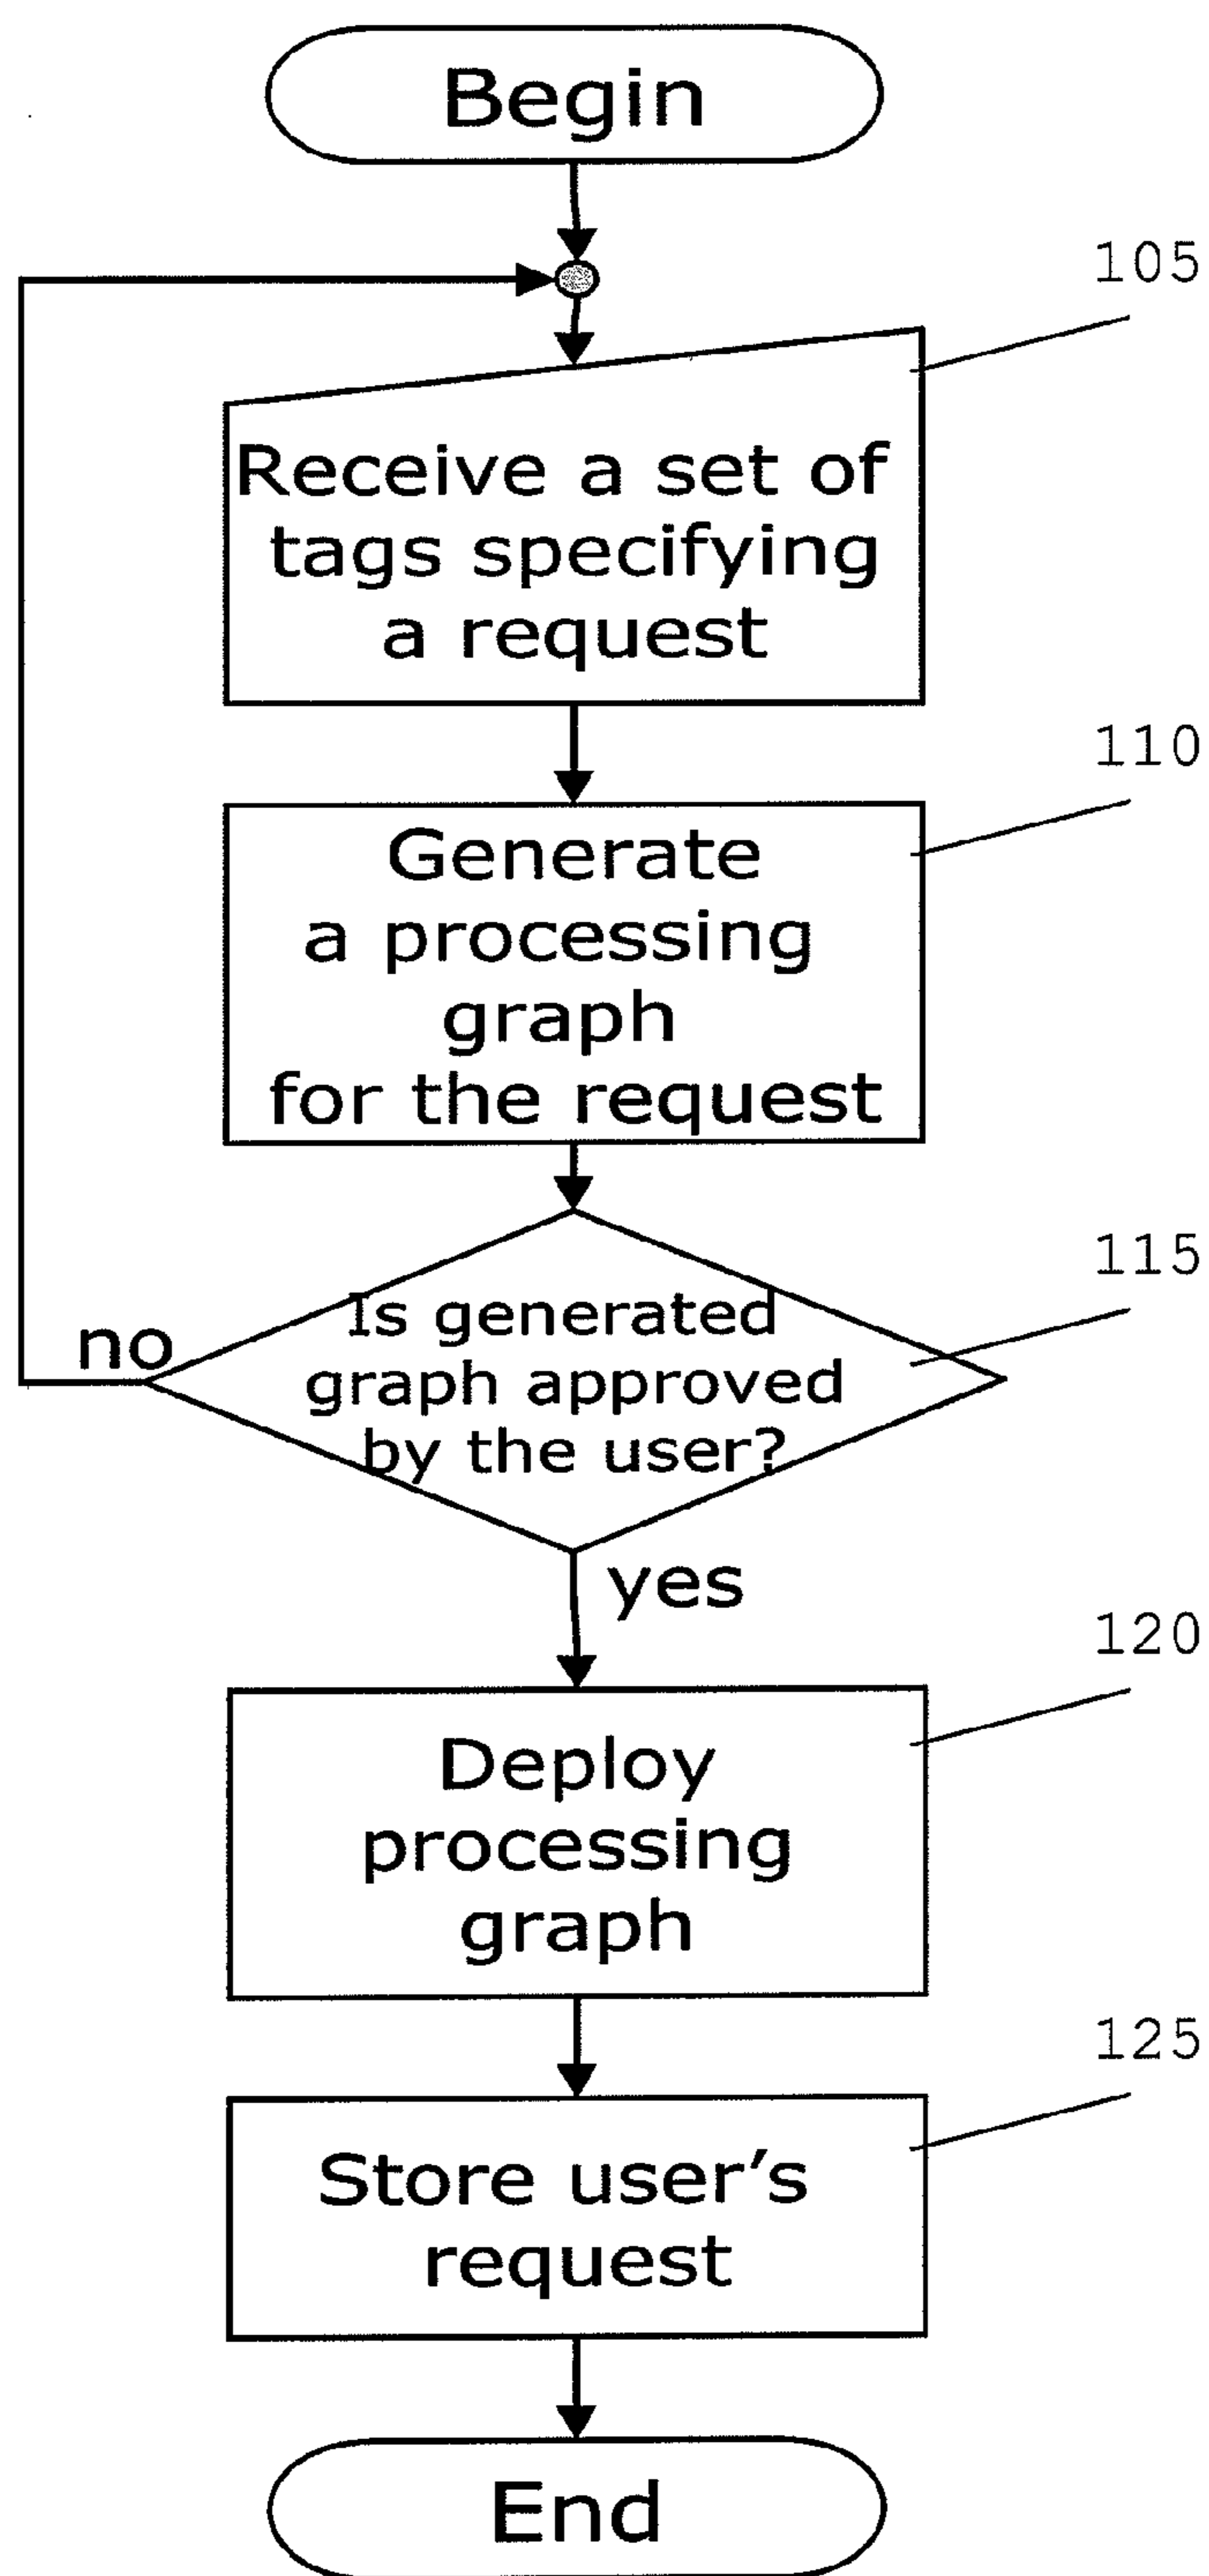 Begin
105
Receive a set of
tags specifying
a request
110
Generate
a processing
graph
for the request
115
Is generated
graph approved
by the user?
no
yes
120
Deploy
processing
graph
125
Store user's
request
End